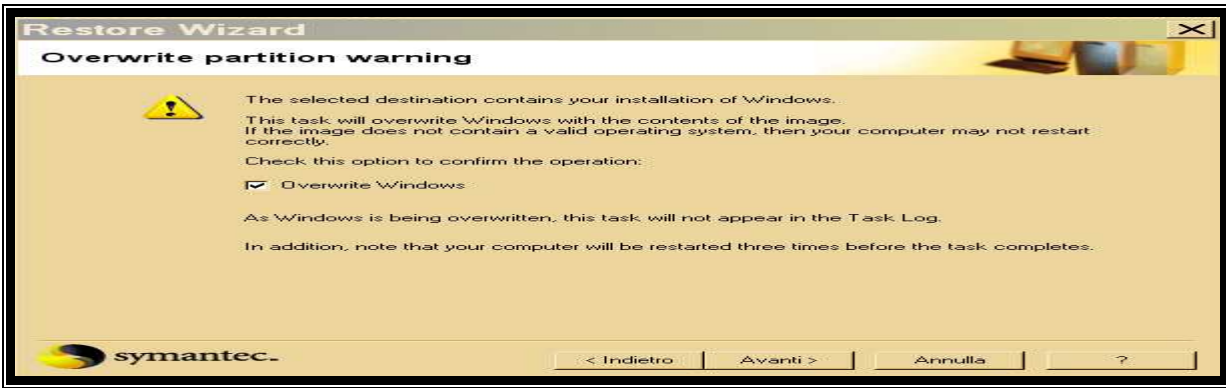 Restore Wizard
Overwrite partition warning
The selected destination contains your installation of Windows.
This task will overwrite Windows with the contents of the image.
If the image does not contain a valid operating system, then your computer may not restart
correctly.
Check this option to confirm the operation:
Overwrite Windows
As Windows is being overwritten, this task will not appear in the Task Log.
In addition, note that your computer will be restarted three times before the task completes.
symantec.
< Indietro
Avanti >
Annulla
?